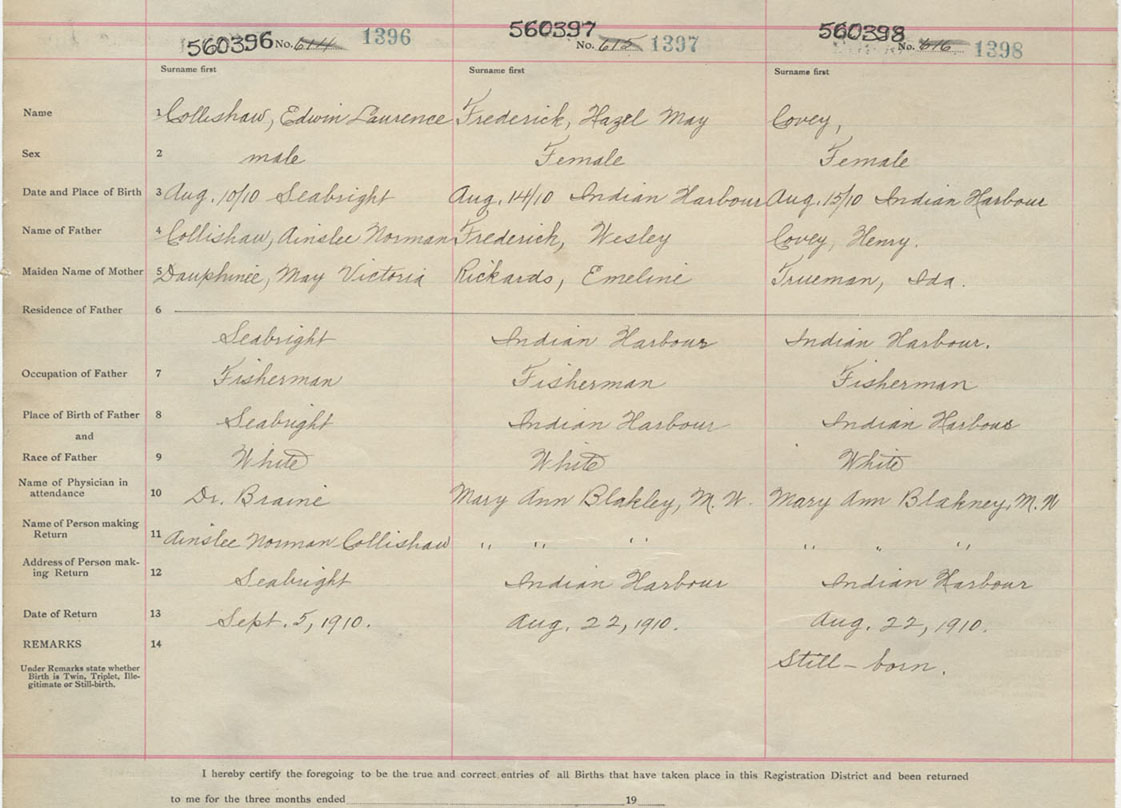 560396 No. 614 1396 560397 No. 615 1397 560398 No. 616 1398
Surname first Surname first Surname first
Name 1 Collishaw, Edwin Laurence Frederick, Hazel May Covey,
Sex 2 male Female Female
Date and Place of Birth 3 Aug. 10/10 Seabright Aug. 14/10 Indian Harbour Aug. 15/10 Indian Harbour
Name of Father 4 Collishaw, Ainslee Norman Frederick, Wesley Covey, Henry.
Maiden Name of Mother 5 Dauphinee, May Victoria Rickards, Emeline Trueman, Ida.
Residence of Father 6
Seabright Indian Harbour Indian Harbour.
Occupation of Father 7 Fisherman Fisherman Fisherman
Place of Birth of Father 8 Seabright Indian Harbour Indian Harbour
and
Race of Father 9 White White White
Name of Physician in
attendance 10 Dr. Braine Mary Ann Blakley, M. W. Mary Ann Blakney, M. W
Name of Person making
Return 11 Ainslee Norman Collishaw " " " " " "
Address of Person mak-
ing Return 12 Seabright Indian Harbour Indian Harbour
Date of Return 13 Sept. 5, 1910. Aug. 22, 1910. Aug. 22, 1910.
REMARKS 14
Still-born.
Under Remarks state whether
Birth is Twin, Triplet, Ille-
gitimate or Still-birth.
I hereby certify the foregoing to be the true and correct entries of all Births that have taken place in this Registration District and been returned
to me for the three months ended 19